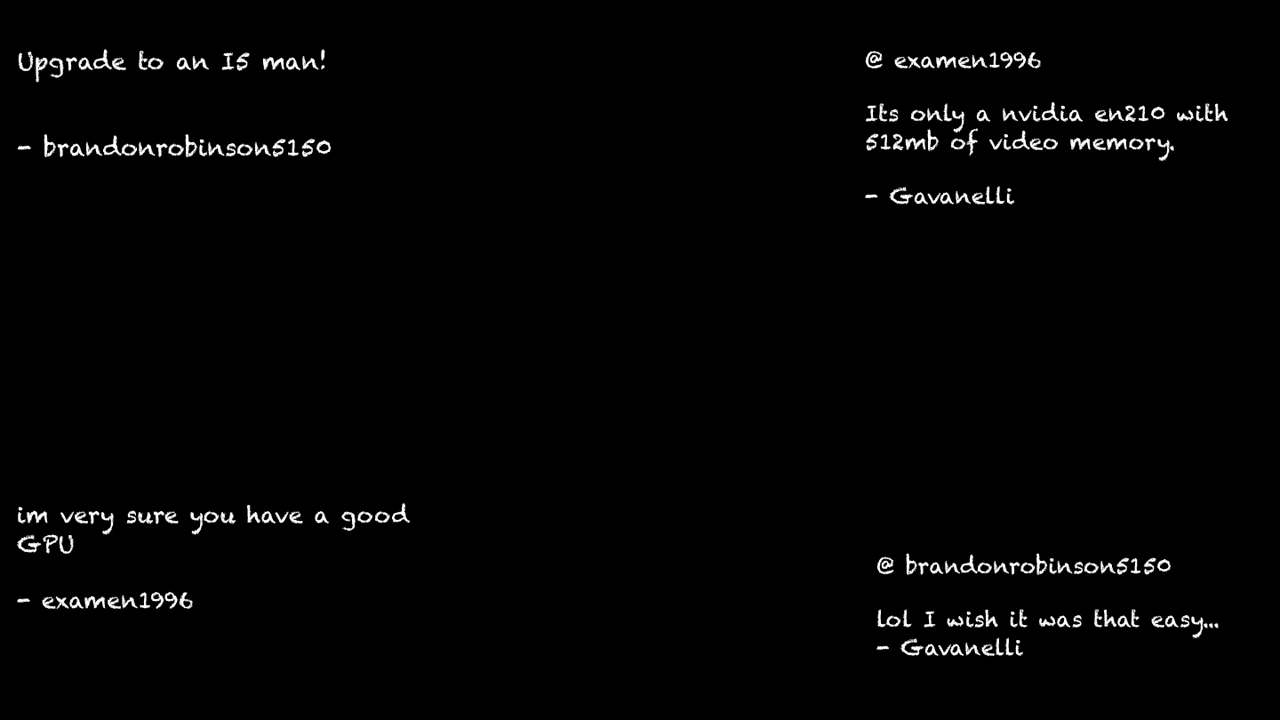 Upgrade to an I5 man!
- brandonrobinson5150
@ examen1996
Its only a nvidia en210 with
512mb of video memory.
- Gavanelli
im very sure you have a good
GPU
- examen1996
@ brandonrobinson5150
lol I wish it was that easy...
- Gavanelli